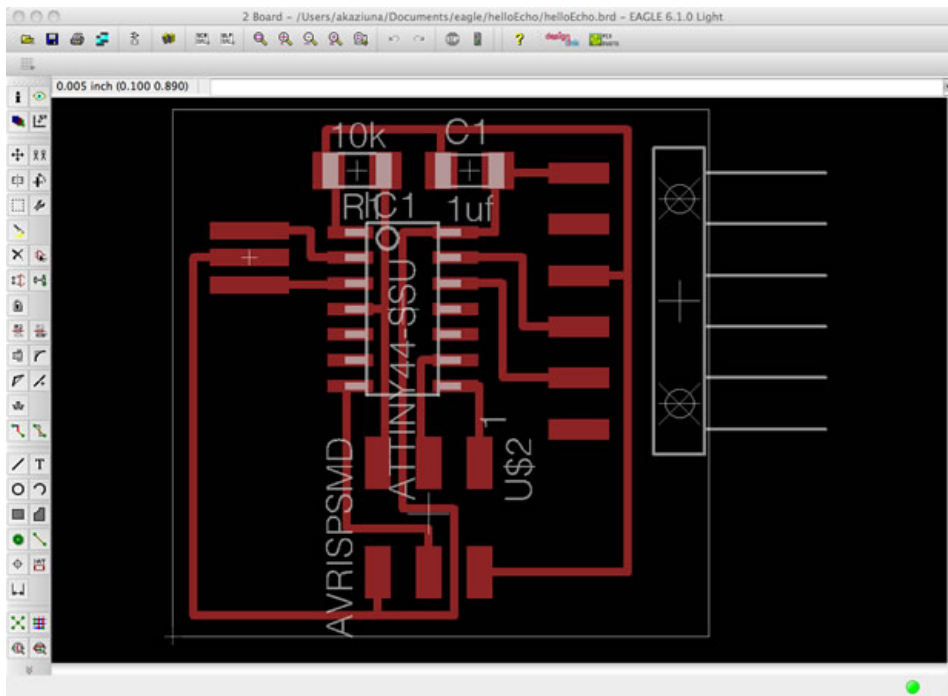 2 Board - /Users/akaziuna/Documents/eagle/helloEcho/helloEcho.brd - EAGLE 6.1.0 Light
0.005 inch (0.100 0.890)
10k
C1
IC1
1uf
ATTINY44-SSU
1
U$2
AVRISPSMD